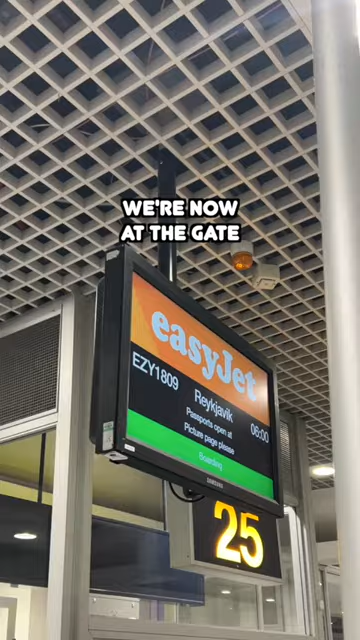 WE'RE NOW
AT THE GATE
easyJet
EZY1809
Reykjavik
06:00
Passports open at
Picture page please
Boarding
SAMSUNG
25